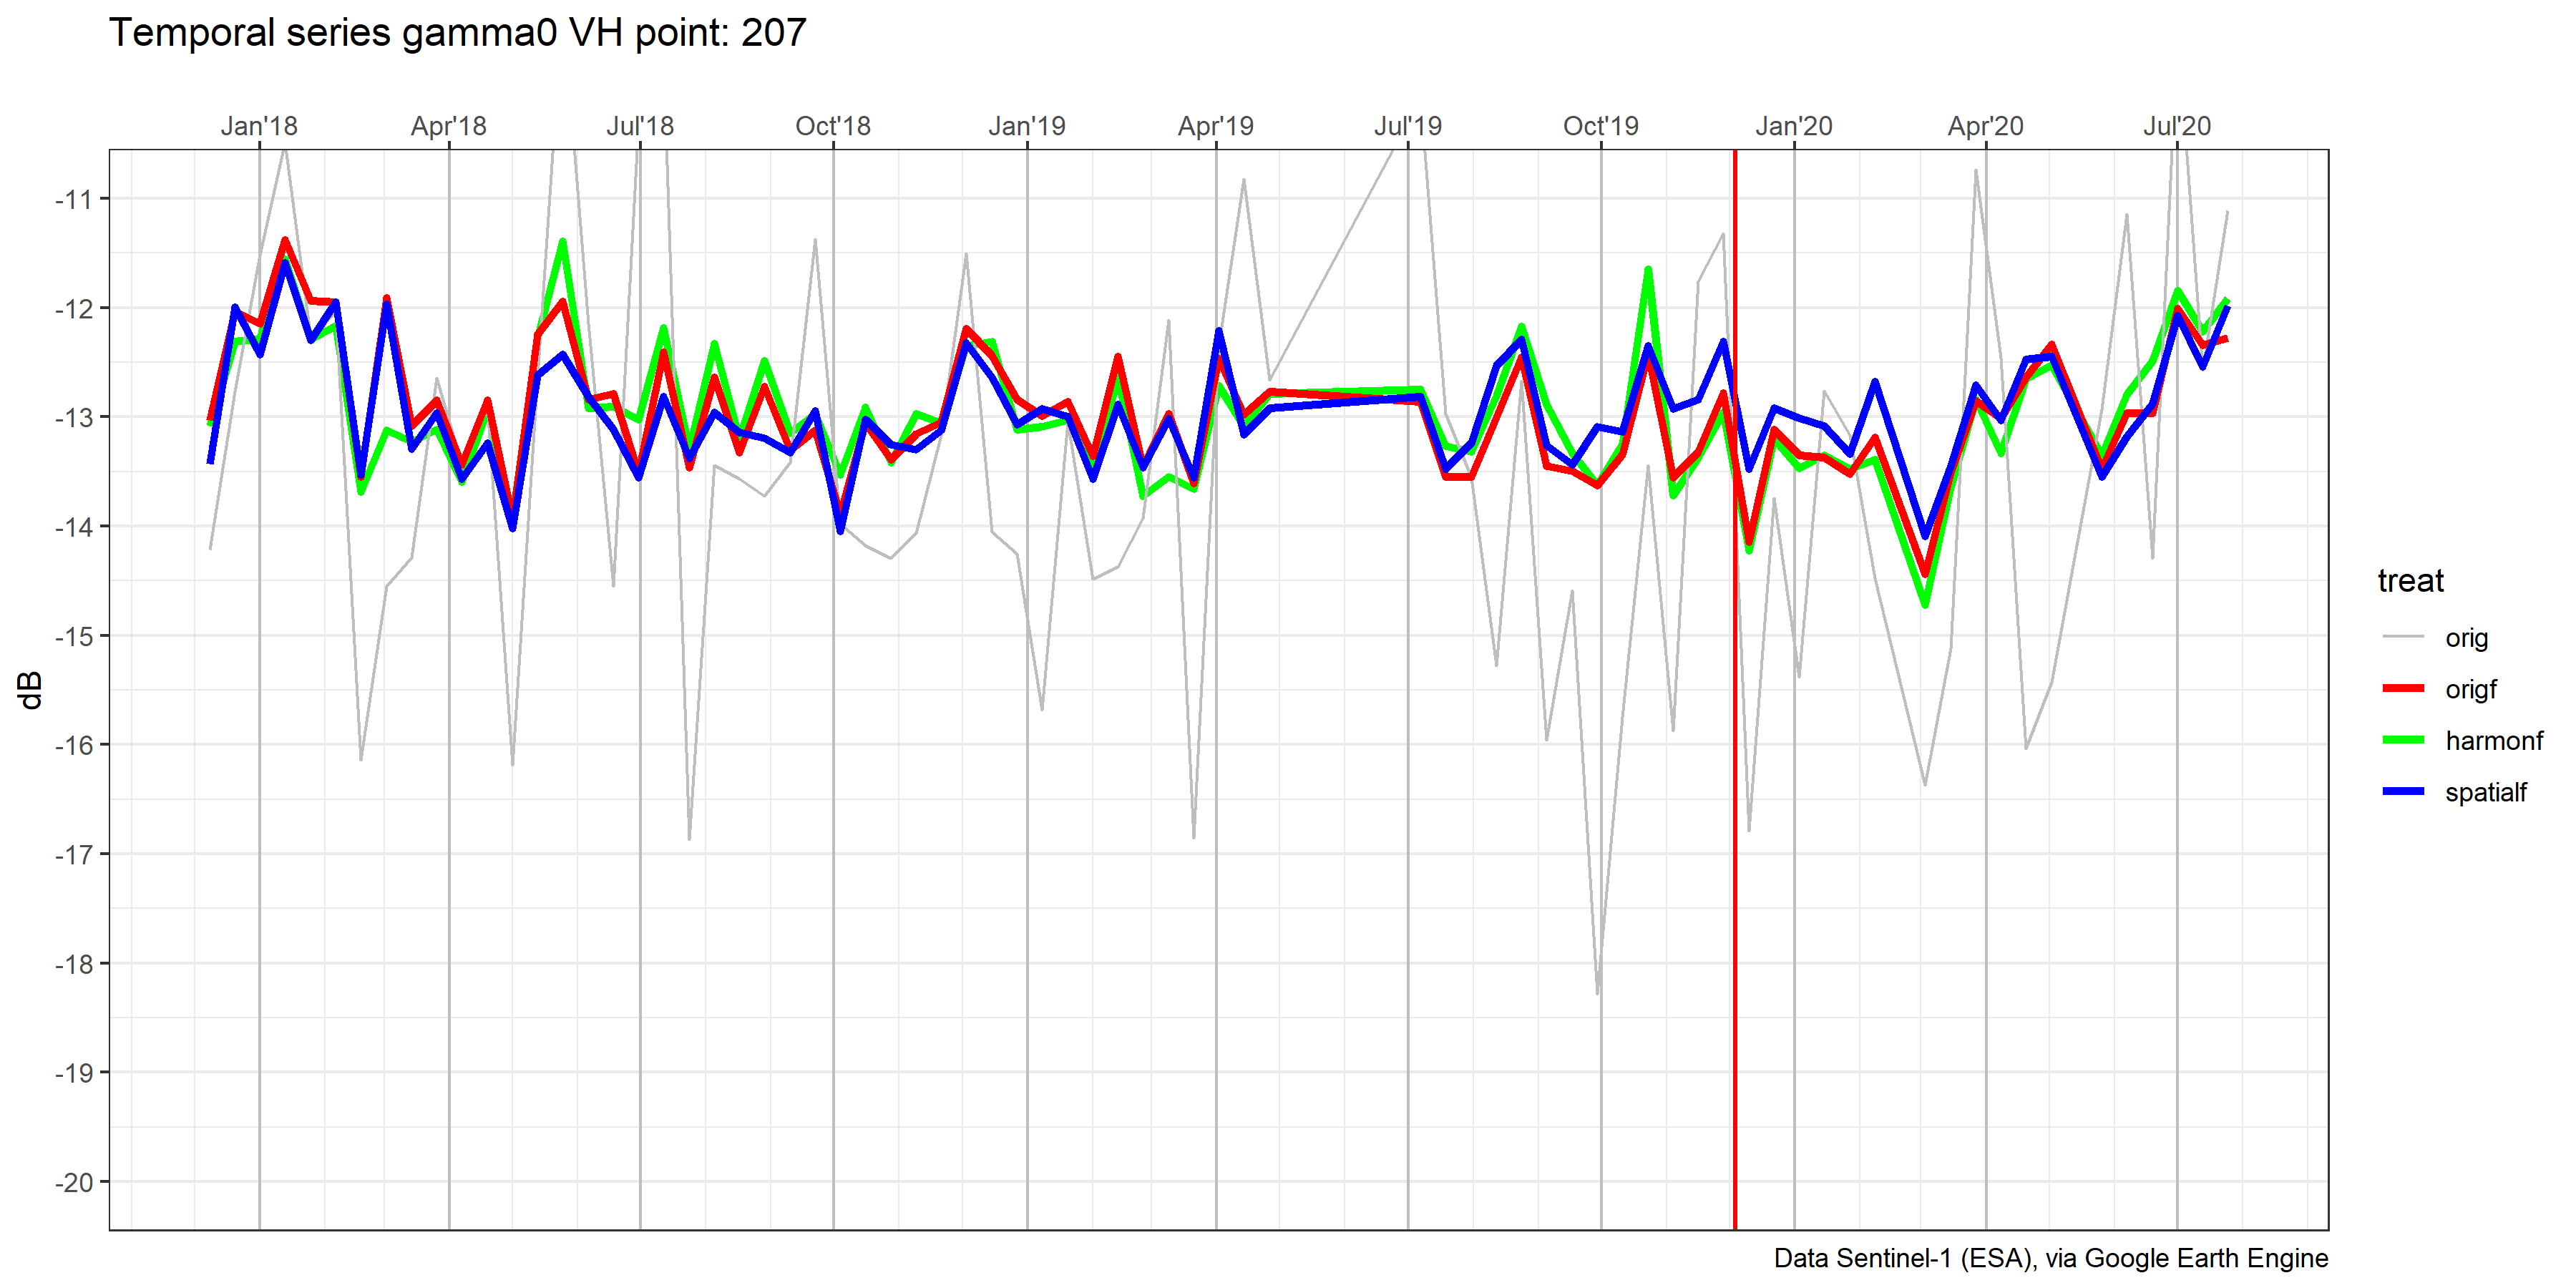 Temporal series gamma0 VH point: 207
Jan'18 Apr'18 Jul'18 Oct'18 Jan'19 Apr'19 Jul'19 Oct'19 Jan'20 Apr'20 Jul'20
-11
-12
-13
-14
-15
-16
-17
-18
-19
-20
dB
treat
orig
origf
harmonf
spatialf
Data Sentinel-1 (ESA), via Google Earth Engine